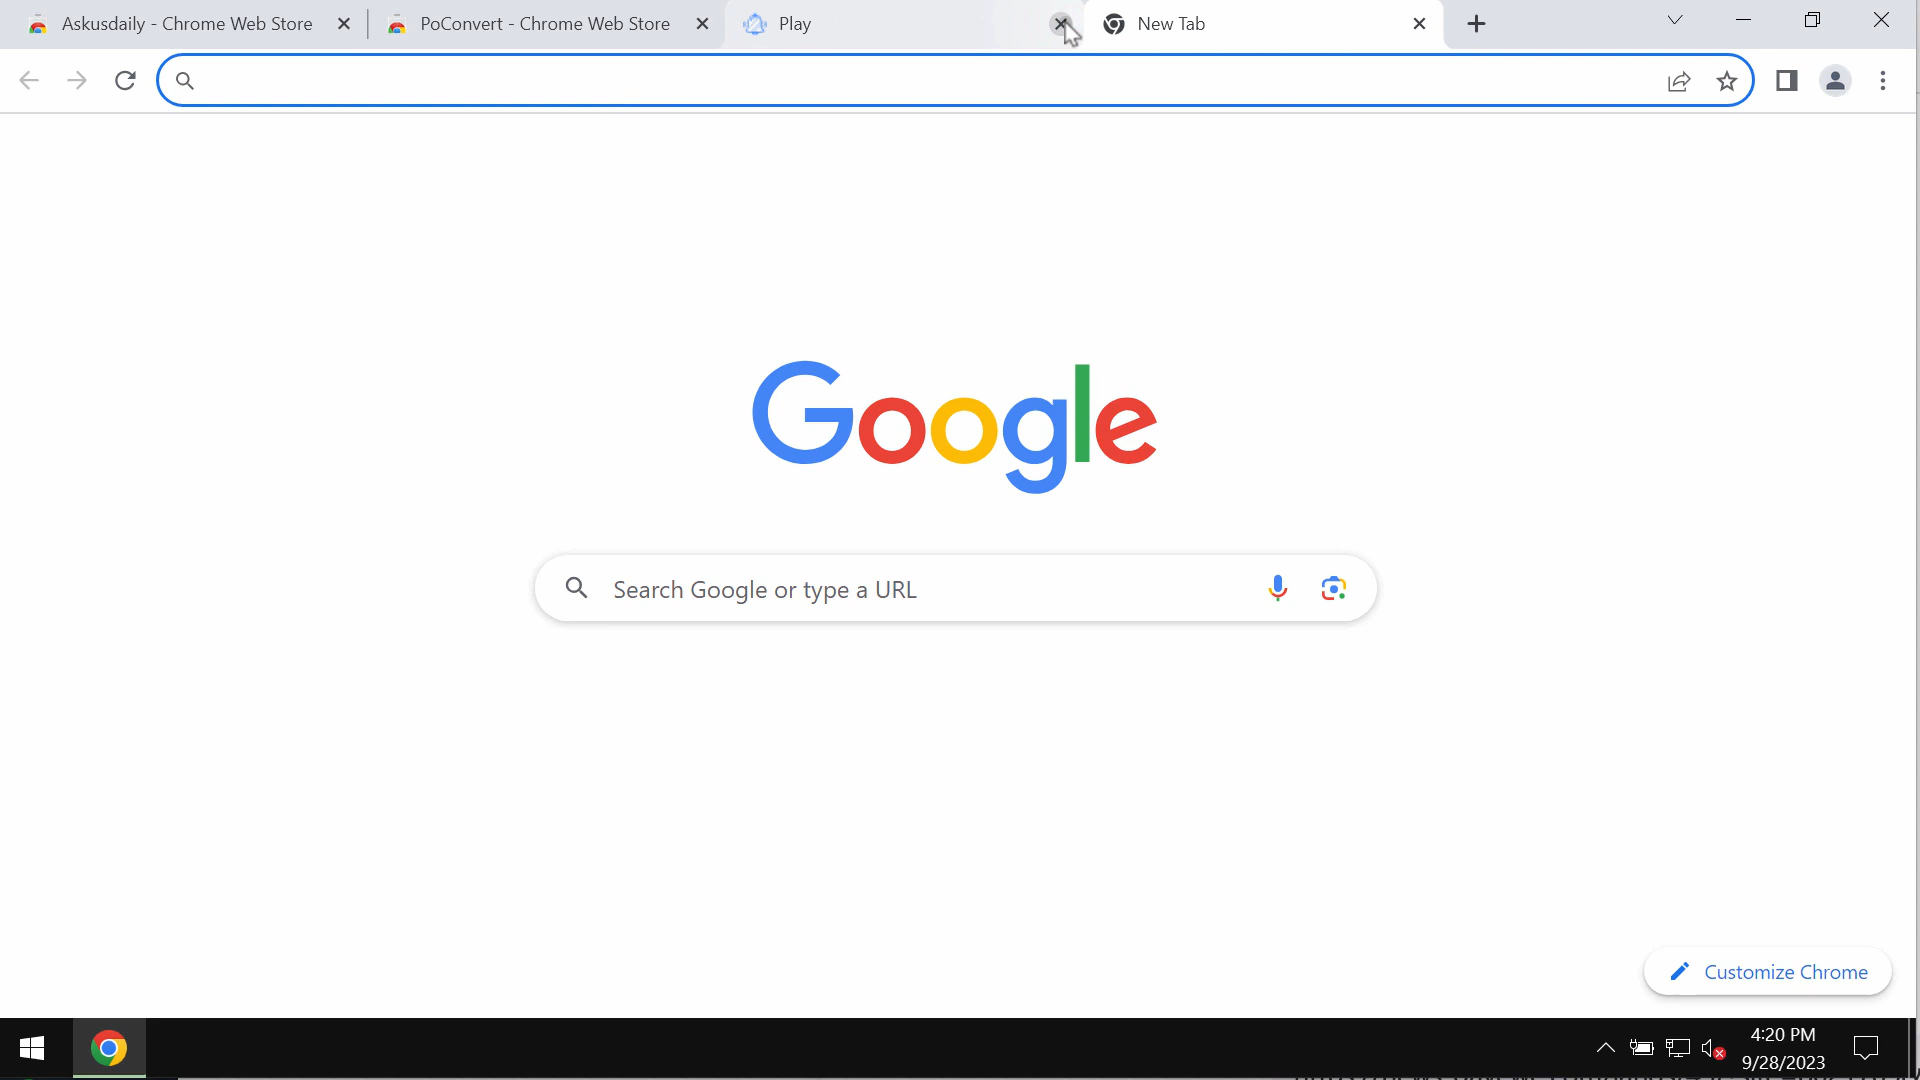 Askusdaily - Chrome Web Store
PoConvert - Chrome Web Store
Play
New Tab
Google
Search Google or type a URL
Customize Chrome
4:20 PM
9/28/2023